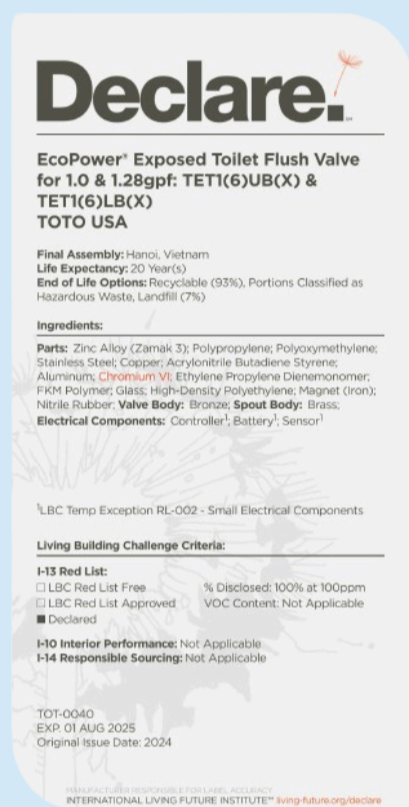 Declare.
SM
EcoPower® Exposed Toilet Flush Valve
for 1.0 & 1.28gpf: TET1(6)UB(X) &
TET1(6)LB(X)
TOTO USA
Final Assembly: Hanoi, Vietnam
Life Expectancy: 20 Year(s)
End of Life Options: Recyclable (93%), Portions Classified as
Hazardous Waste, Landfill (7%)
Ingredients:
Parts: Zinc Alloy (Zamak 3); Polypropylene; Polyoxymethylene;
Stainless Steel; Copper; Acrylonitrile Butadiene Styrene;
Aluminum; Chromium VI; Ethylene Propylene Dienemonomer;
FKM Polymer; Glass; High-Density Polyethylene; Magnet (Iron);
Nitrile Rubber; Valve Body: Bronze; Spout Body: Brass;
Electrical Components: Controller¹; Battery¹; Sensor¹
¹LBC Temp Exception RL-002 - Small Electrical Components
Living Building Challenge Criteria:
I-13 Red List:
☐ LBC Red List Free % Disclosed: 100% at 100ppm
☐ LBC Red List Approved VOC Content: Not Applicable
■ Declared
I-10 Interior Performance: Not Applicable
I-14 Responsible Sourcing: Not Applicable
TOT-0040
EXP. 01 AUG 2025
Original Issue Date: 2024
MANUFACTURER RESPONSIBLE FOR LABEL ACCURACY
INTERNATIONAL LIVING FUTURE INSTITUTE™ living-future.org/declare